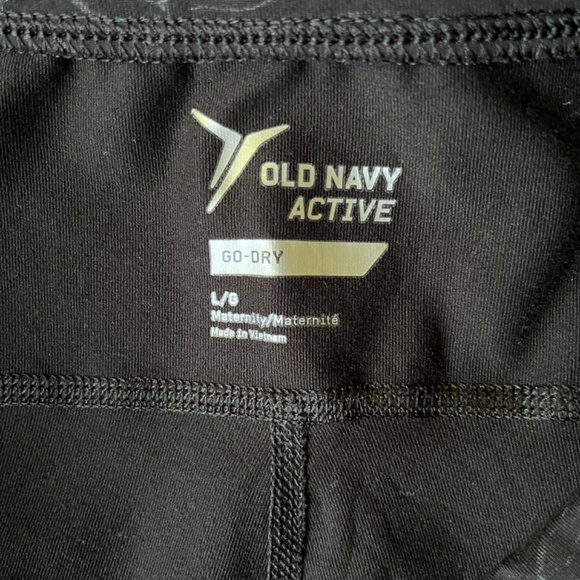 OLD NAVY
ACTIVE
GO-DRY
L/G
Maternity/Maternité
Made in Vietnam